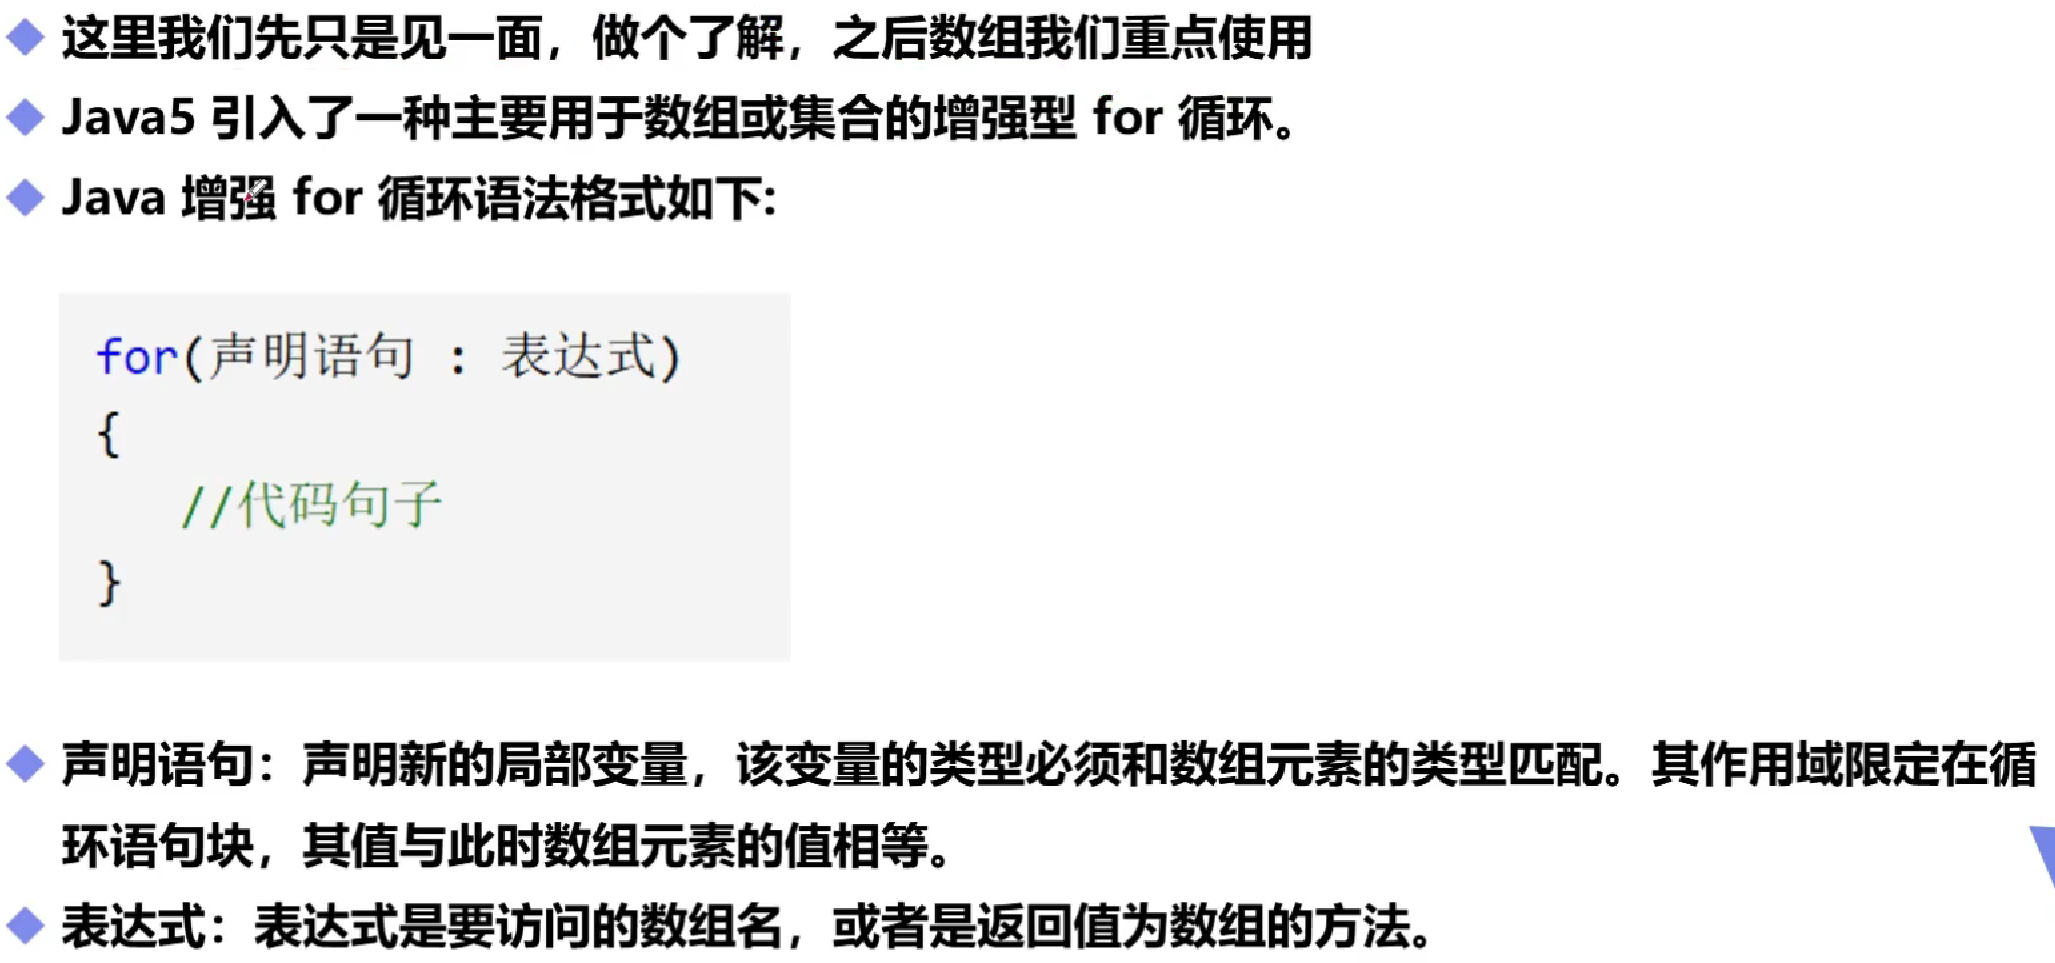 这里我们先只是见一面，做个了解，之后数组我们重点使用
Java5 引入了一种主要用于数组或集合的增强型 for 循环。
Java 增强 for 循环语法格式如下:
for(声明语句 : 表达式)
{
//代码句子
}
声明语句：声明新的局部变量，该变量的类型必须和数组元素的类型匹配。其作用域限定在循
环语句块，其值与此时数组元素的值相等。
表达式：表达式是要访问的数组名，或者是返回值为数组的方法。